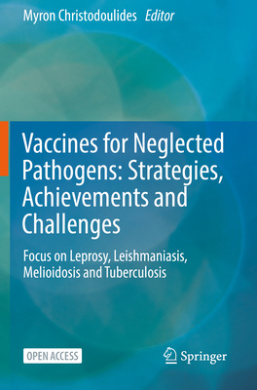 Myron Christodoulides Editor
Vaccines for Neglected
Pathogens: Strategies,
Achievements and
Challenges
Focus on Leprosy, Leishmaniasis,
Melioidosis and Tuberculosis
OPEN ACCESS
Springer